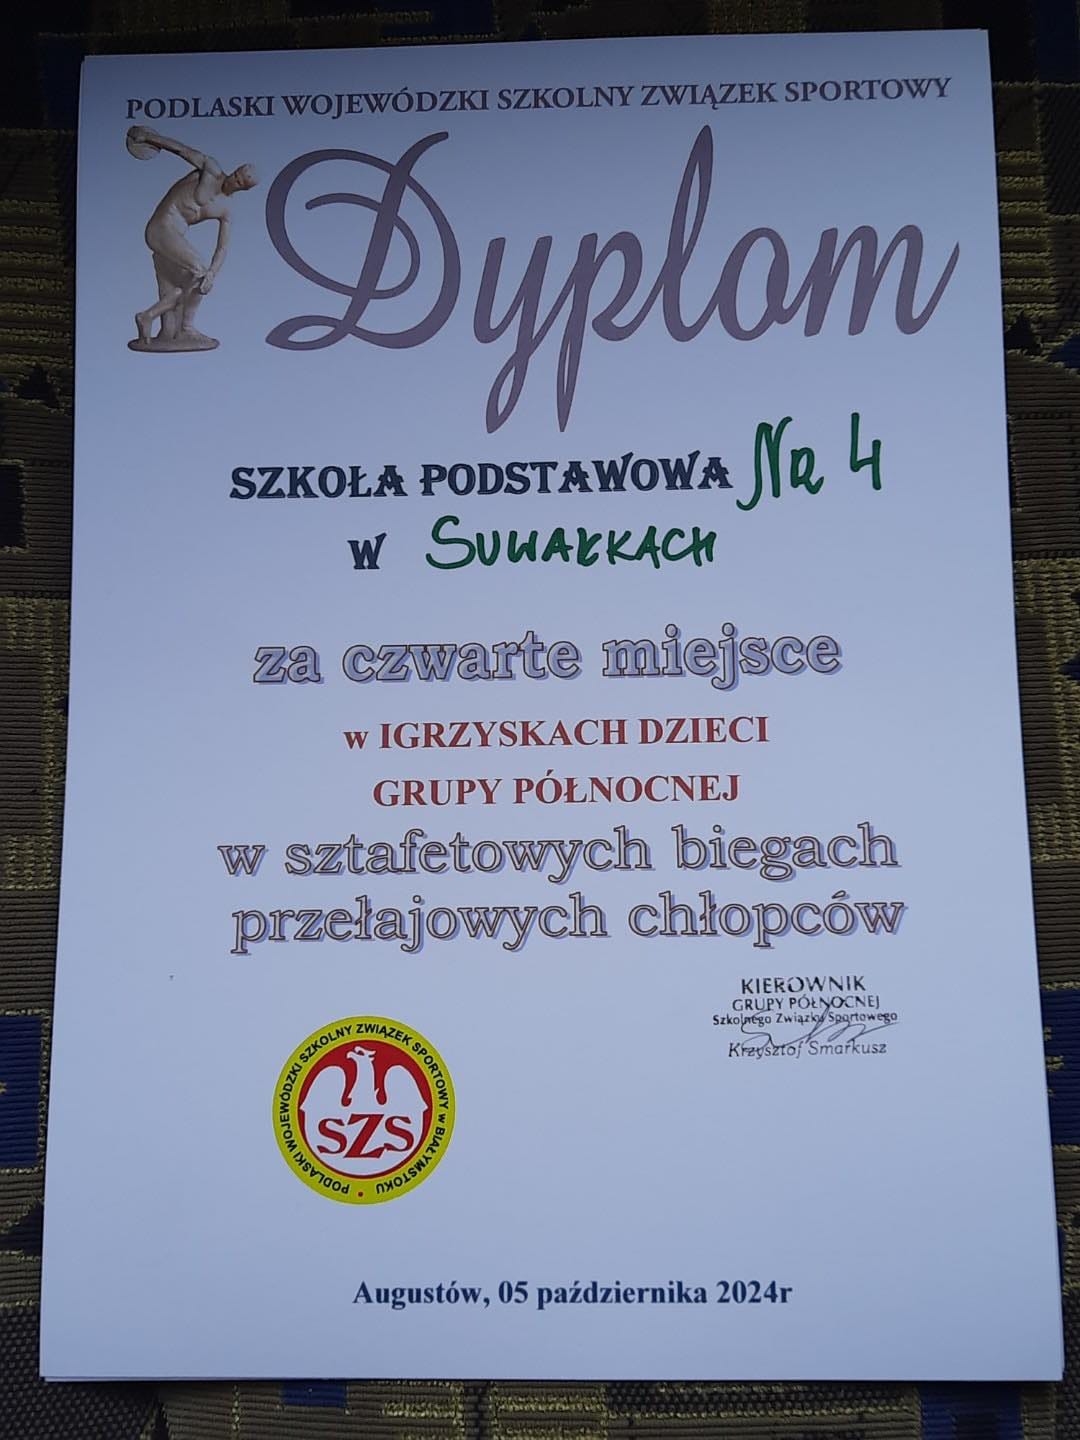 PODLASKI WOJEWÓDZKI SZKOLNY ZWIĄZEK SPORTOWY
Dyplom
SZKOŁA PODSTAWOWA NR 4
W SUWAŁKACH
za czwarte miejsce
w IGRZYSKACH DZIECI
GRUPY PÓŁNOCNEJ
w sztafetowych biegach
przełajowych chłopców
KIEROWNIK
GRUPY PÓŁNOCNEJ
Szkolnego Związku Sportowego
Krzysztof Smarkusz
PODLASKI WOJEWÓDZKI SZKOLNY ZWIĄZEK SPORTOWY W BIAŁYMSTOKU
SZS
Augustów, 05 października 2024r